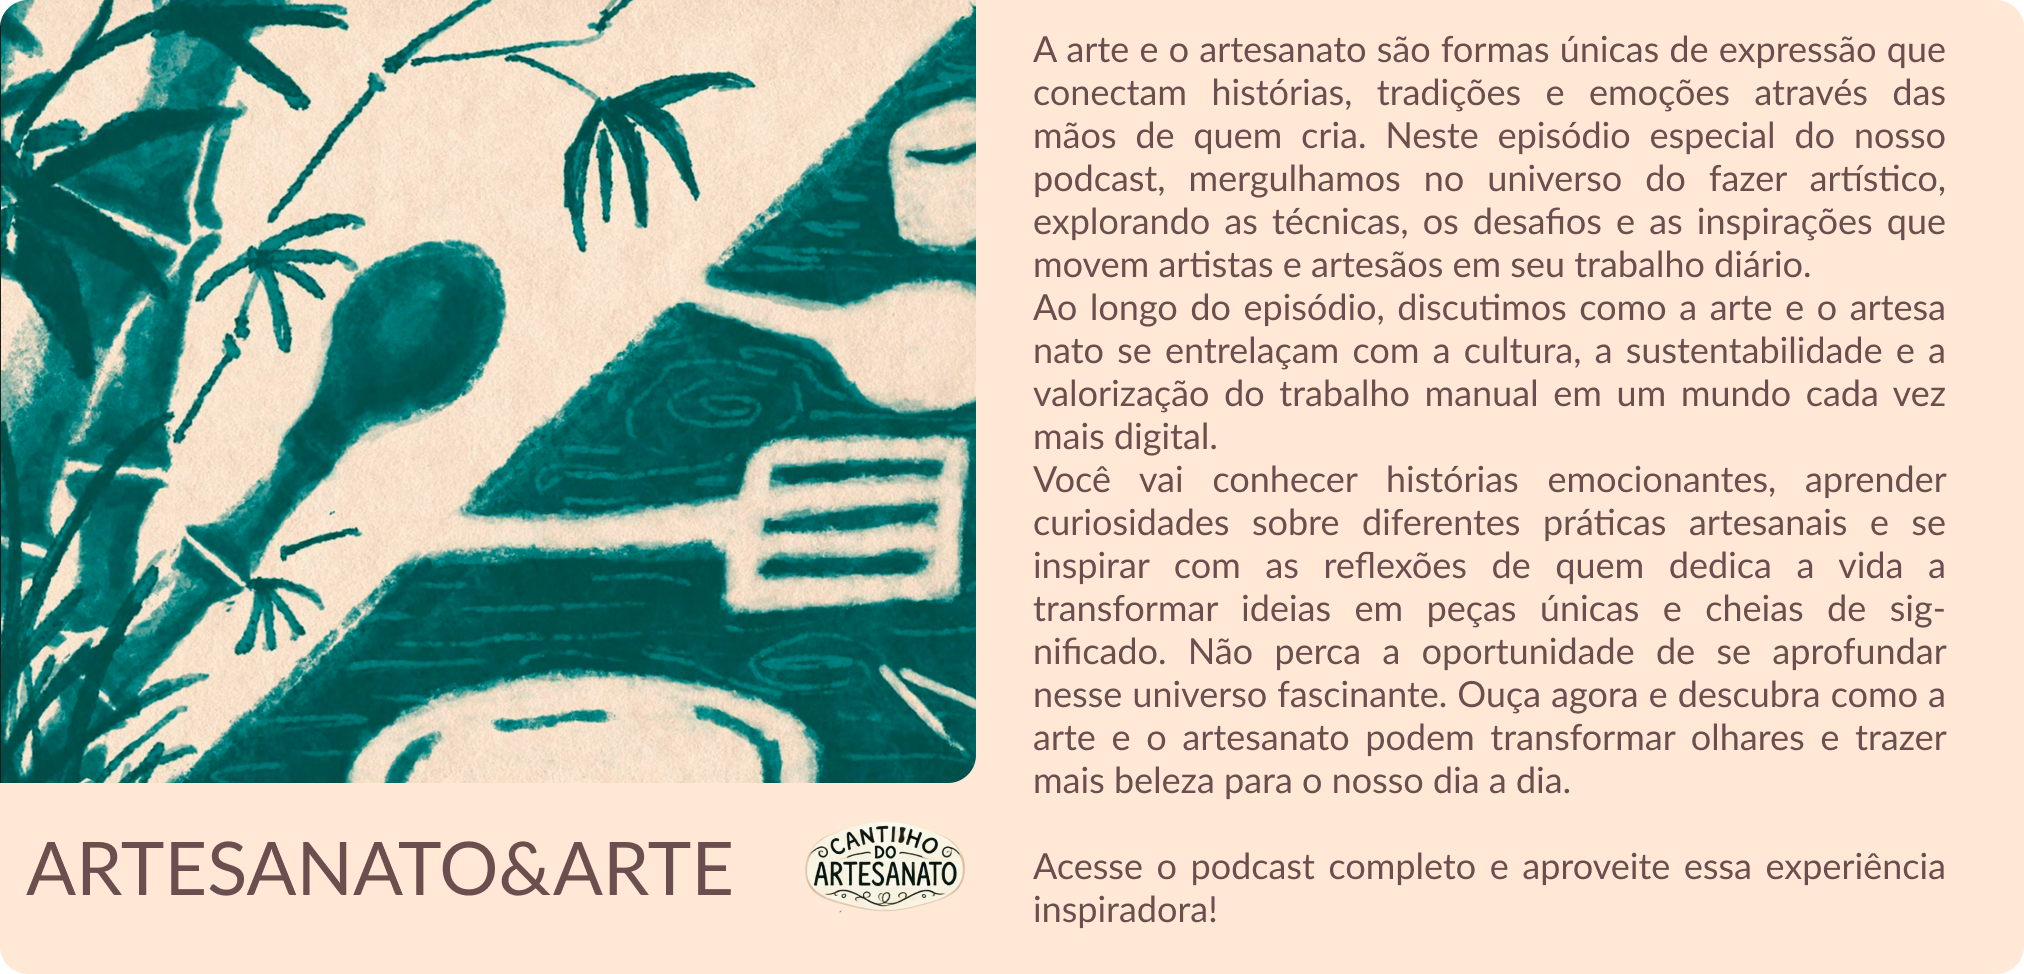 A arte e o artesanato são formas únicas de expressão que
conectam histórias, tradições e emoções através das
mãos de quem cria. Neste episódio especial do nosso
podcast, mergulhamos no universo do fazer artístico,
explorando as técnicas, os desafios e as inspirações que
movem artistas e artesãos em seu trabalho diário.
Ao longo do episódio, discutimos como a arte e o artesa
nato se entrelaçam com a cultura, a sustentabilidade e a
valorização do trabalho manual em um mundo cada vez
mais digital.
Você vai conhecer histórias emocionantes, aprender
curiosidades sobre diferentes práticas artesanais e se
inspirar com as reflexões de quem dedica a vida a
transformar ideias em peças únicas e cheias de sig-
nificado. Não perca a oportunidade de se aprofundar
nesse universo fascinante. Ouça agora e descubra como a
arte e o artesanato podem transformar olhares e trazer
mais beleza para o nosso dia a dia.
Acesse o podcast completo e aproveite essa experiência
inspiradora!
ARTESANATO&ARTE
DO
ARTESANATO